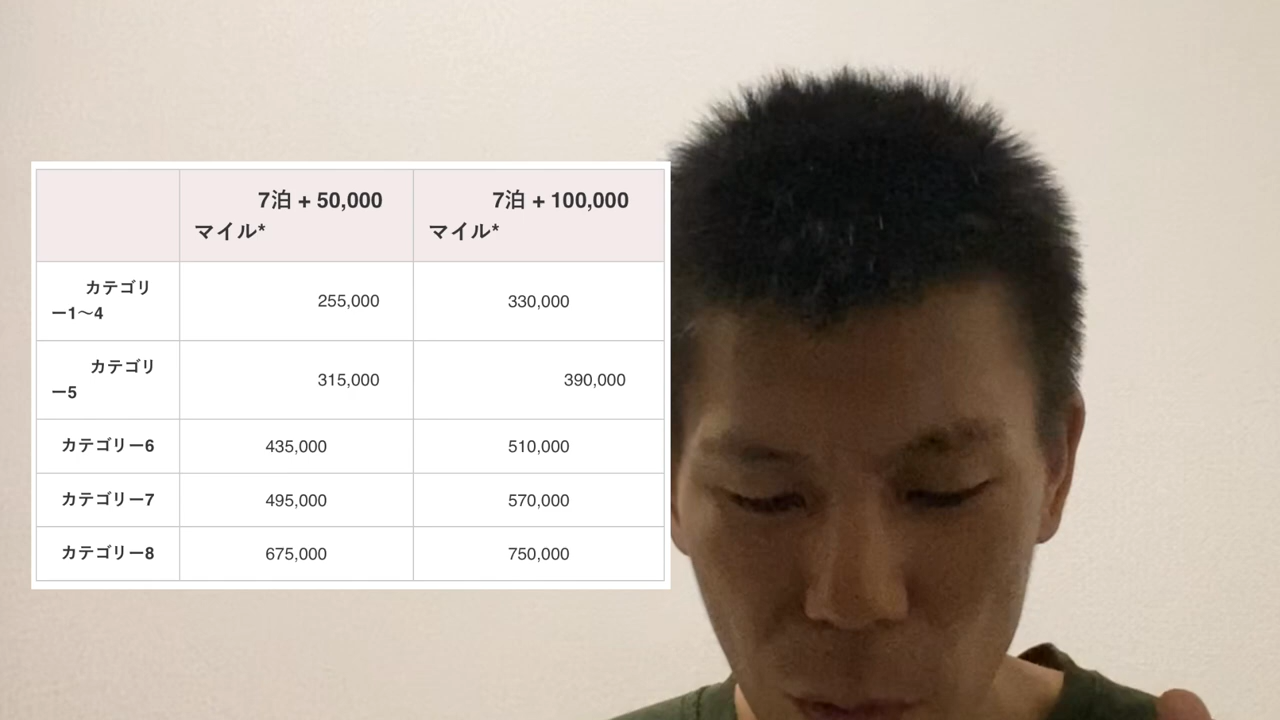 7泊 + 50,000
マイル*
7泊 + 100,000
マイル*
カテゴリ
ー1〜4
255,000
330,000
カテゴリ
ー5
315,000
390,000
カテゴリー6
435,000
510,000
カテゴリー7
495,000
570,000
カテゴリー8
675,000
750,000